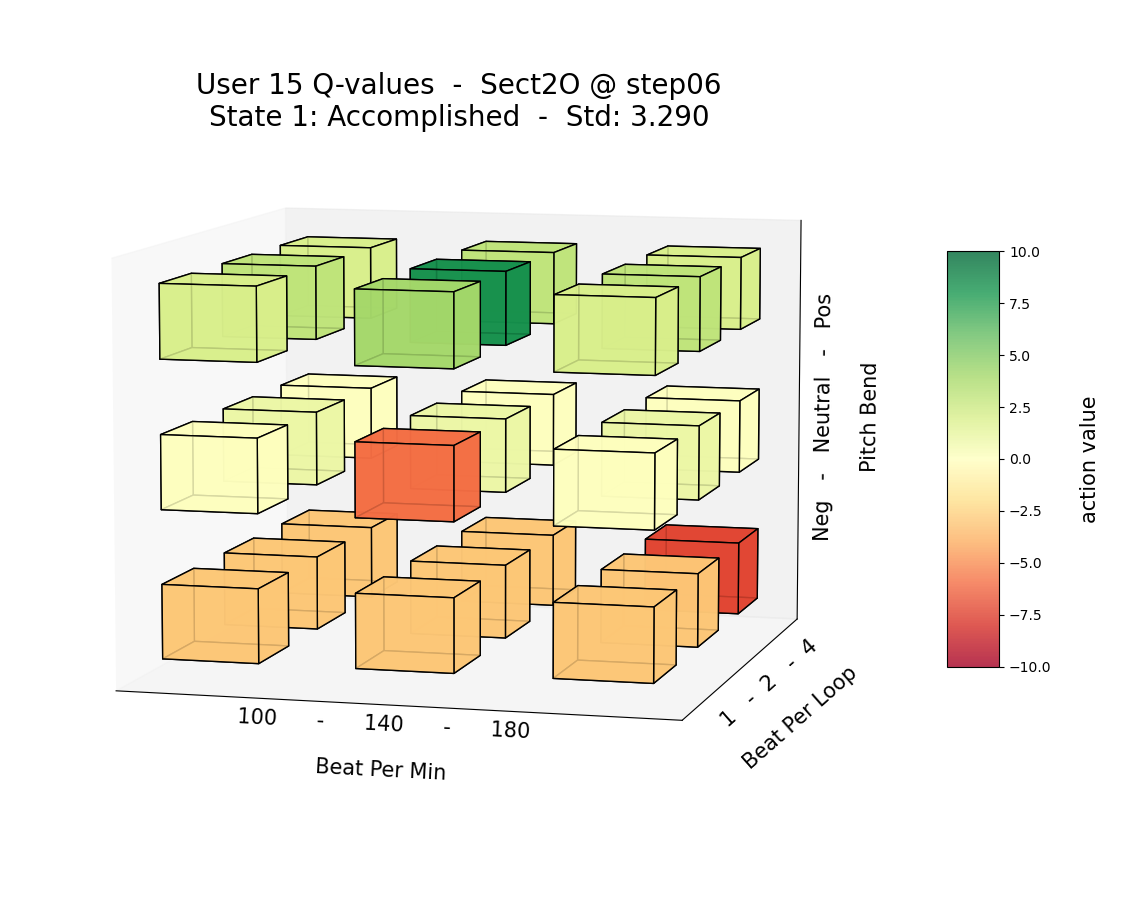 User 15 Q-values  -  Sect2O @ step06
State 1: Accomplished  -  Std: 3.290
Neg   -   Neutral   -   Pos
Pitch Bend
1  -  2  -  4
Beat Per Loop
100   -   140   -   180
Beat Per Min
10.0
7.5
5.0
2.5
0.0
−2.5
−5.0
−7.5
−10.0
action value